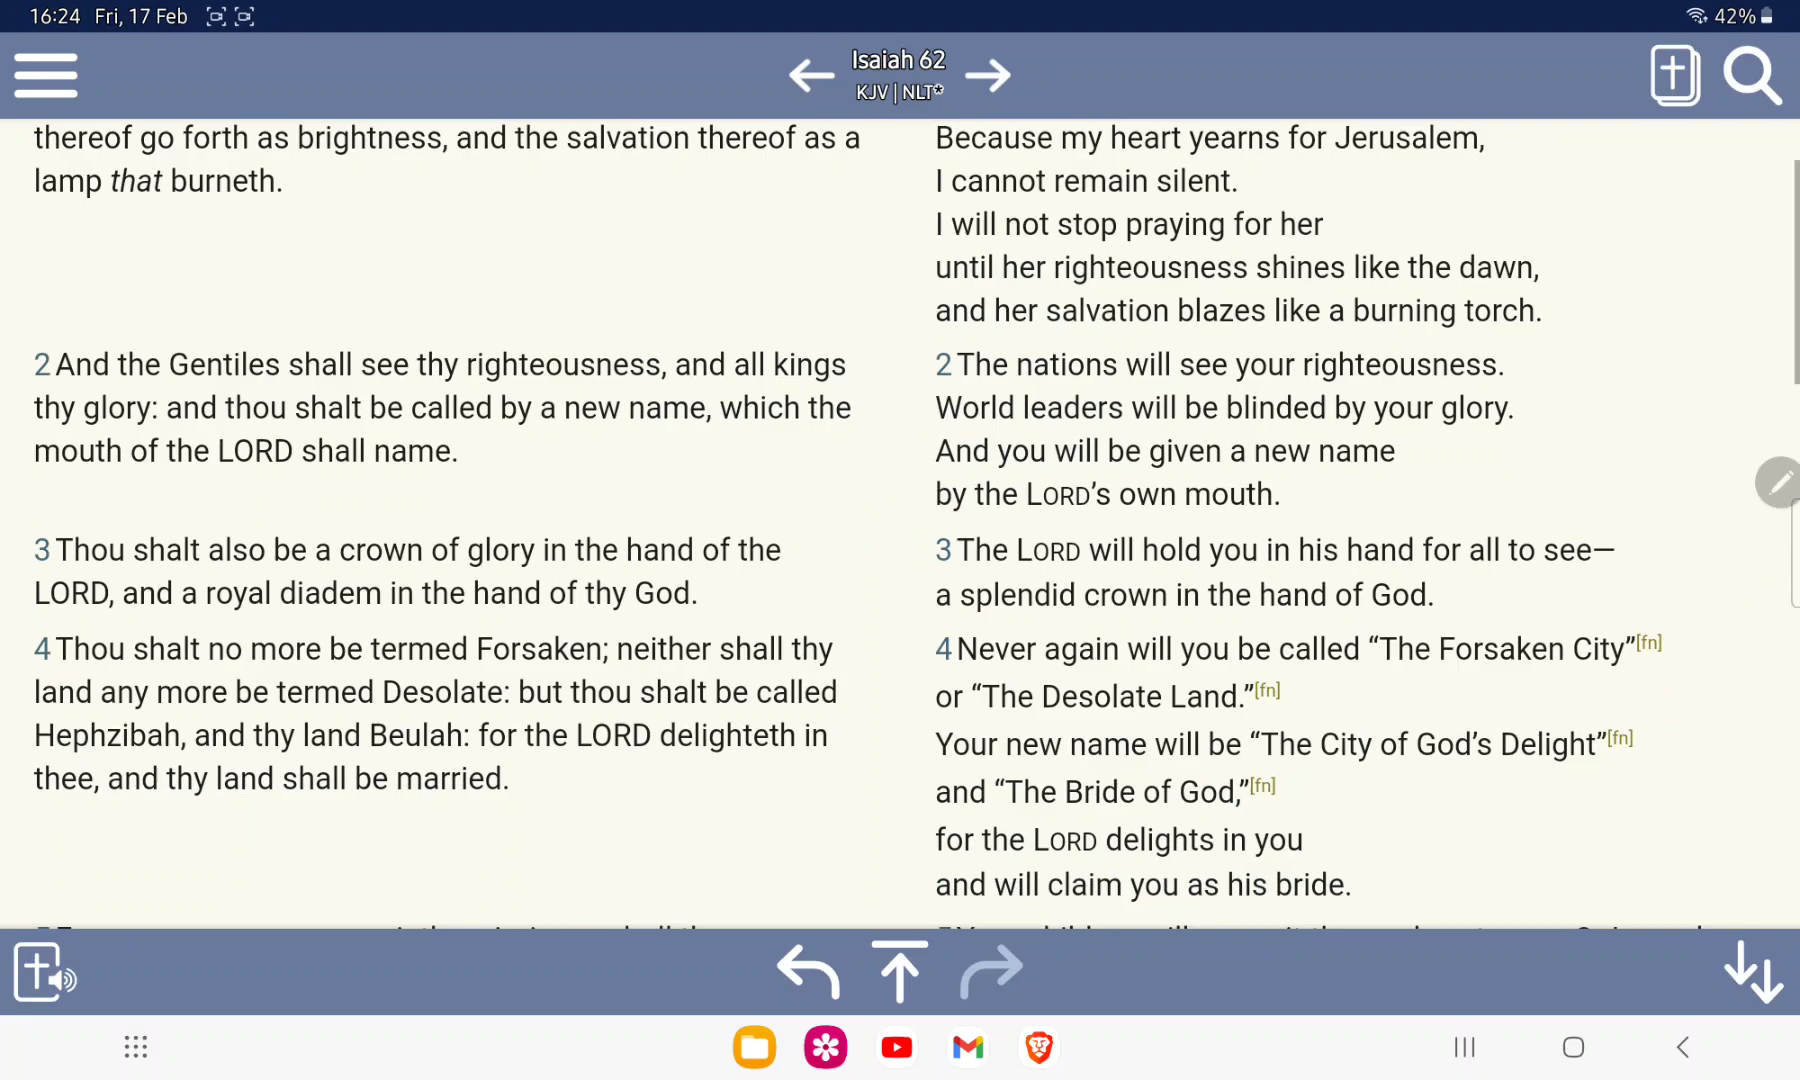 16:24 Fri, 17 Feb
42%
Isaiah 62
KJV | NLT*
thereof go forth as brightness, and the salvation thereof as a
lamp that burneth.
2 And the Gentiles shall see thy righteousness, and all kings
thy glory: and thou shalt be called by a new name, which the
mouth of the LORD shall name.
3 Thou shalt also be a crown of glory in the hand of the
LORD, and a royal diadem in the hand of thy God.
4 Thou shalt no more be termed Forsaken; neither shall thy
land any more be termed Desolate: but thou shalt be called
Hephzibah, and thy land Beulah: for the LORD delighteth in
thee, and thy land shall be married.
Because my heart yearns for Jerusalem,
I cannot remain silent.
I will not stop praying for her
until her righteousness shines like the dawn,
and her salvation blazes like a burning torch.
2 The nations will see your righteousness.
World leaders will be blinded by your glory.
And you will be given a new name
by the LORD’s own mouth.
3 The LORD will hold you in his hand for all to see—
a splendid crown in the hand of God.
4 Never again will you be called “The Forsaken City”[fn]
or “The Desolate Land.”[fn]
Your new name will be “The City of God’s Delight”[fn]
and “The Bride of God,”[fn]
for the LORD delights in you
and will claim you as his bride.